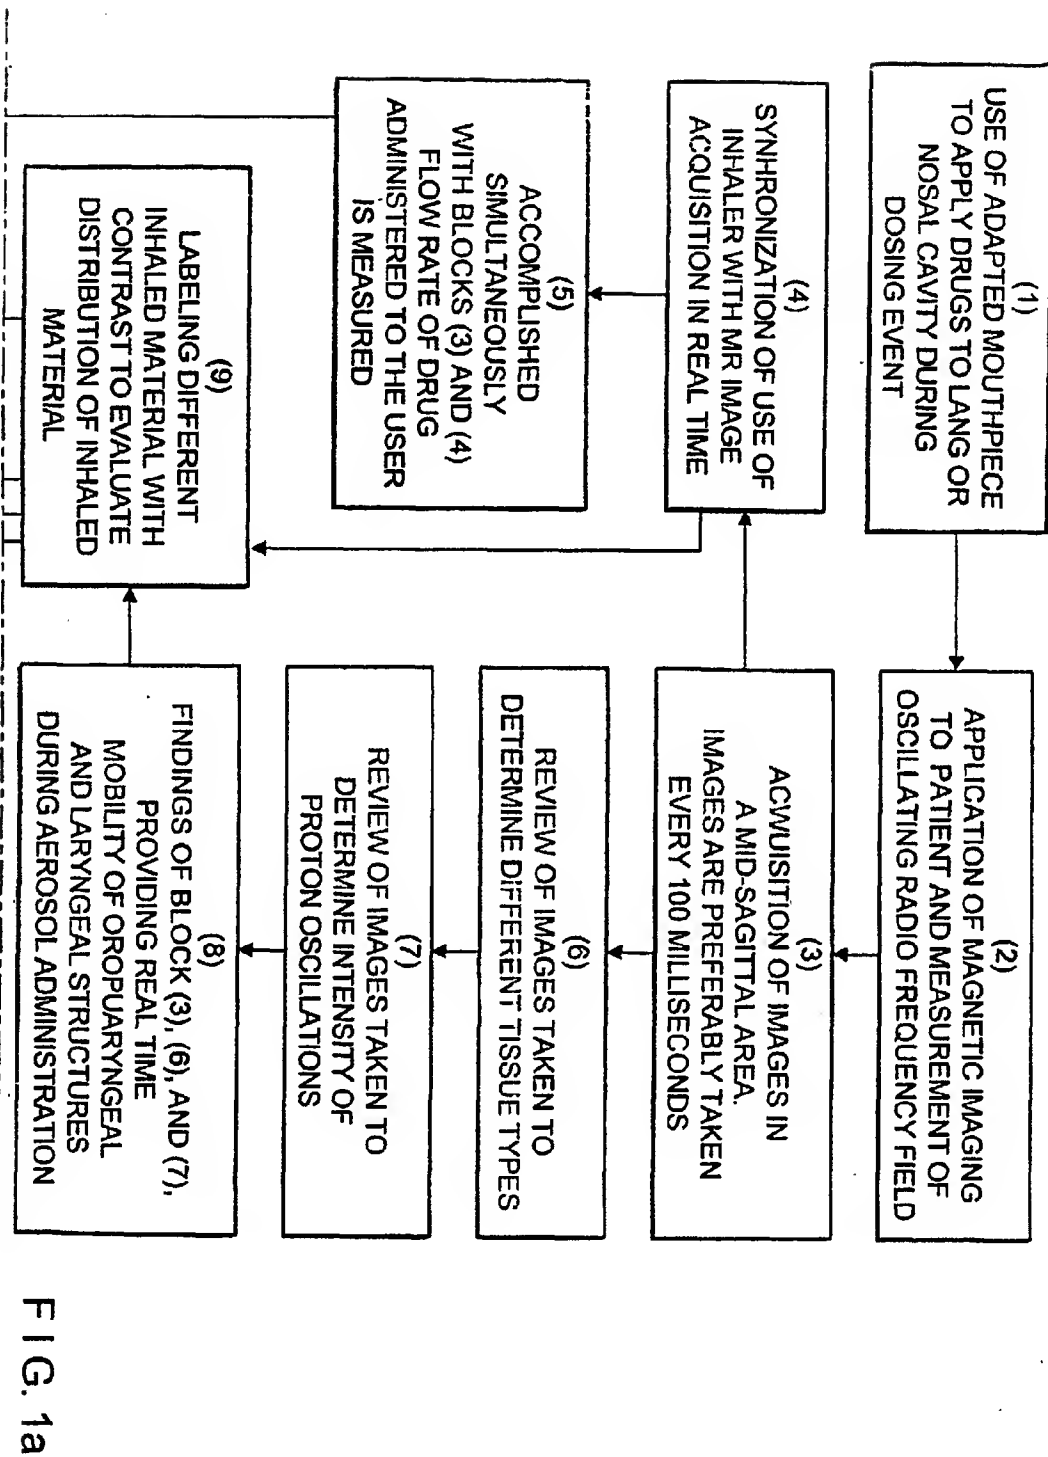 (1)
USE OF ADAPTED MOUTHPIECE
TO APPLY DRUGS TO LANG OR
NOSAL CAVITY DURING
DOSING EVENT
(2)
APPLICATION OF MAGNETIC IMAGING
TO PATIENT AND MEASUREMENT OF
OSCILLATING RADIO FREQUENCY FIELD
(3)
ACWUISITION OF IMAGES IN
A MID-SAGITTAL AREA.
IMAGES ARE PREFERABLY TAKEN
EVERY 100 MILLISECONDS
(4)
SYNHRONIZATION OF USE OF
INHALER WITH MR IMAGE
ACQUISITION IN REAL TIME
(5)
ACCOMPLISHED
SIMULTANEOUSLY
WITH BLOCKS (3) AND (4)
FLOW RATE OF DRUG
ADMINISTERED TO THE USER
IS MEASURED
(6)
REVIEW OF IMAGES TAKEN TO
DETERMINE DIFFERENT TISSUE TYPES
(7)
REVIEW OF IMAGES TAKEN TO
DETERMINE INTENSITY OF
PROTON OSCILLATIONS
(8)
FINDINGS OF BLOCK (3), (6), AND (7),
PROVIDING REAL TIME
MOBILITY OF OROPUARYNGEAL
AND LARYNGEAL STRUCTURES
DURING AEROSOL ADMINISTRATION
(9)
LABELING DIFFERENT
INHALED MATERIAL WITH
CONTRAST TO EVALUATE
DISTRIBUTION OF INHALED
MATERIAL
FIG. 1a